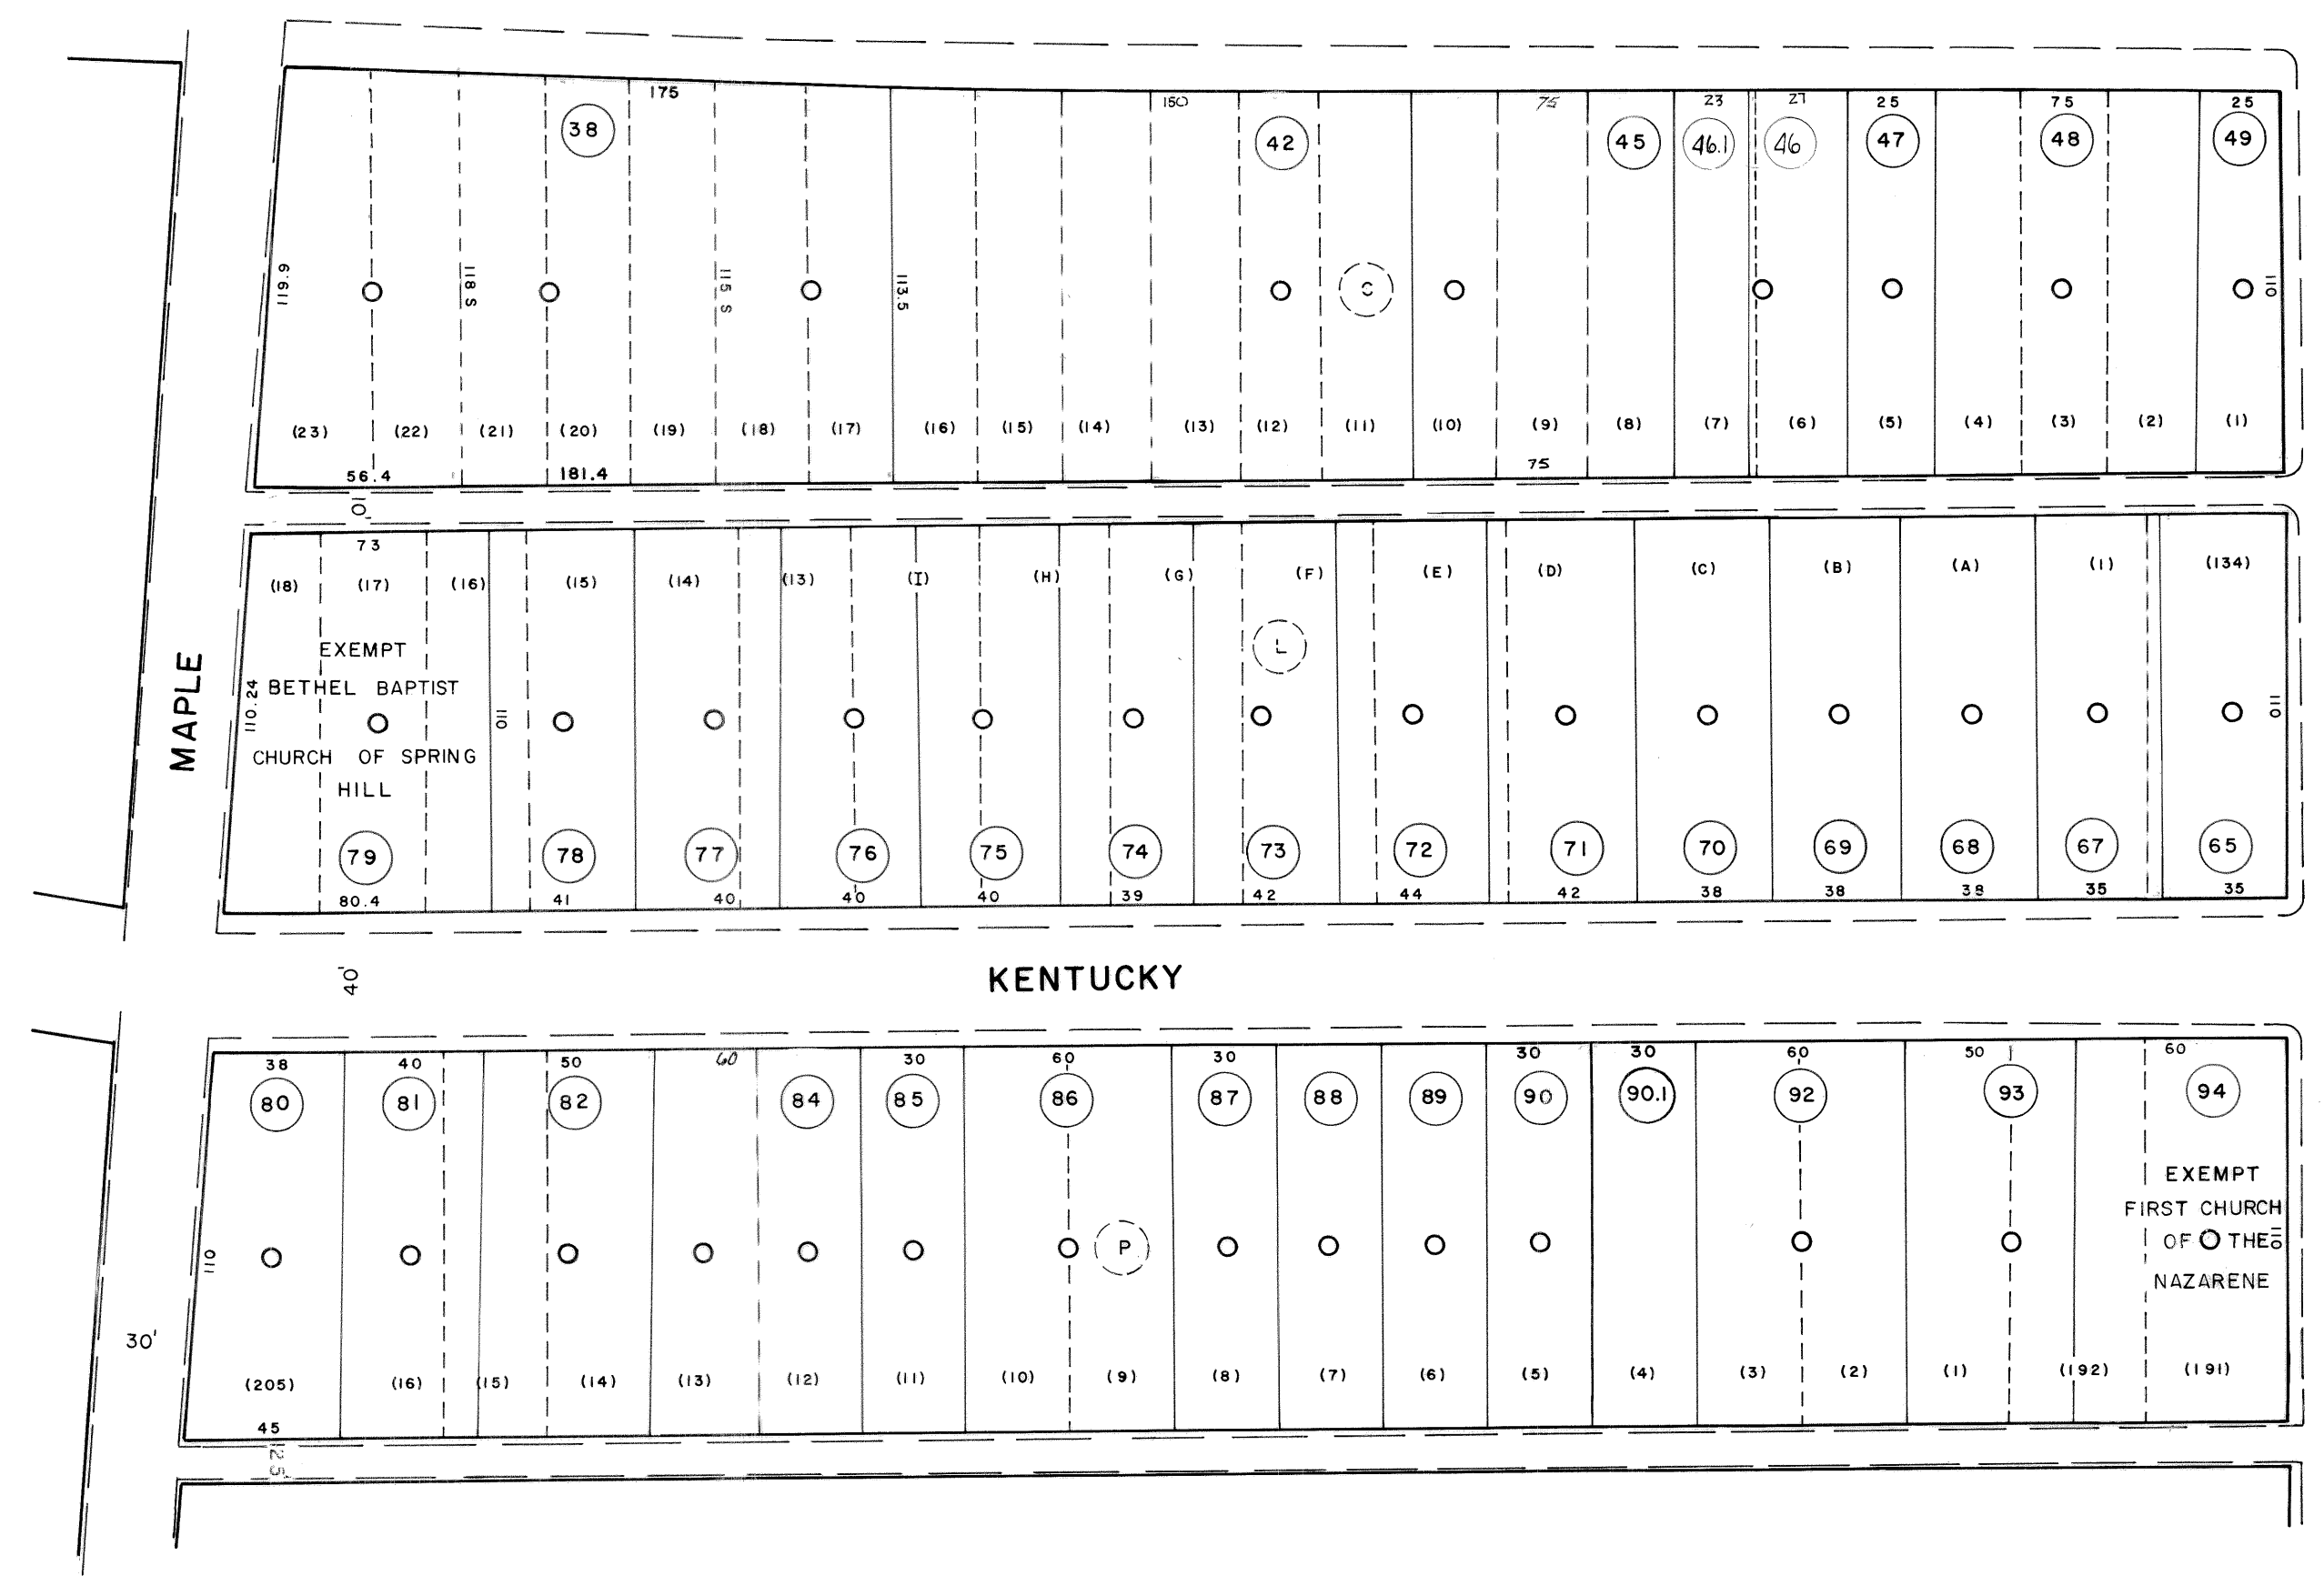 175 150 75 23 27 25 75 25
38 42 45 46.1 46 47 48 49
119.9 118 S 115 S 113.5 C 110
(23) (22) (21) (20) (19) (18) (17) (16) (15) (14) (13) (12) (11) (10) (9) (8) (7) (6) (5) (4) (3) (2) (1)
56.4 181.4 75
10'
73
(18) (17) (16) (15) (14) (13) (I) (H) (G) (F) (E) (D) (C) (B) (A) (1) (134)
EXEMPT L
BETHEL BAPTIST
110.24 110 110
CHURCH OF SPRING
HILL
MAPLE
79 78 77 76 75 74 73 72 71 70 69 68 67 65
80.4 41 40 40 40 39 42 44 42 38 38 38 35 35
40' KENTUCKY
38 40 50 60 30 60 30 30 30 60 50 60
80 81 82 84 85 86 87 88 89 90 90.1 92 93 94
EXEMPT
FIRST CHURCH
110 P OF THE 110
NAZARENE
30'
(205) (16) (15) (14) (13) (12) (11) (10) (9) (8) (7) (6) (5) (4) (3) (2) (1) (192) (191)
45
12.5'